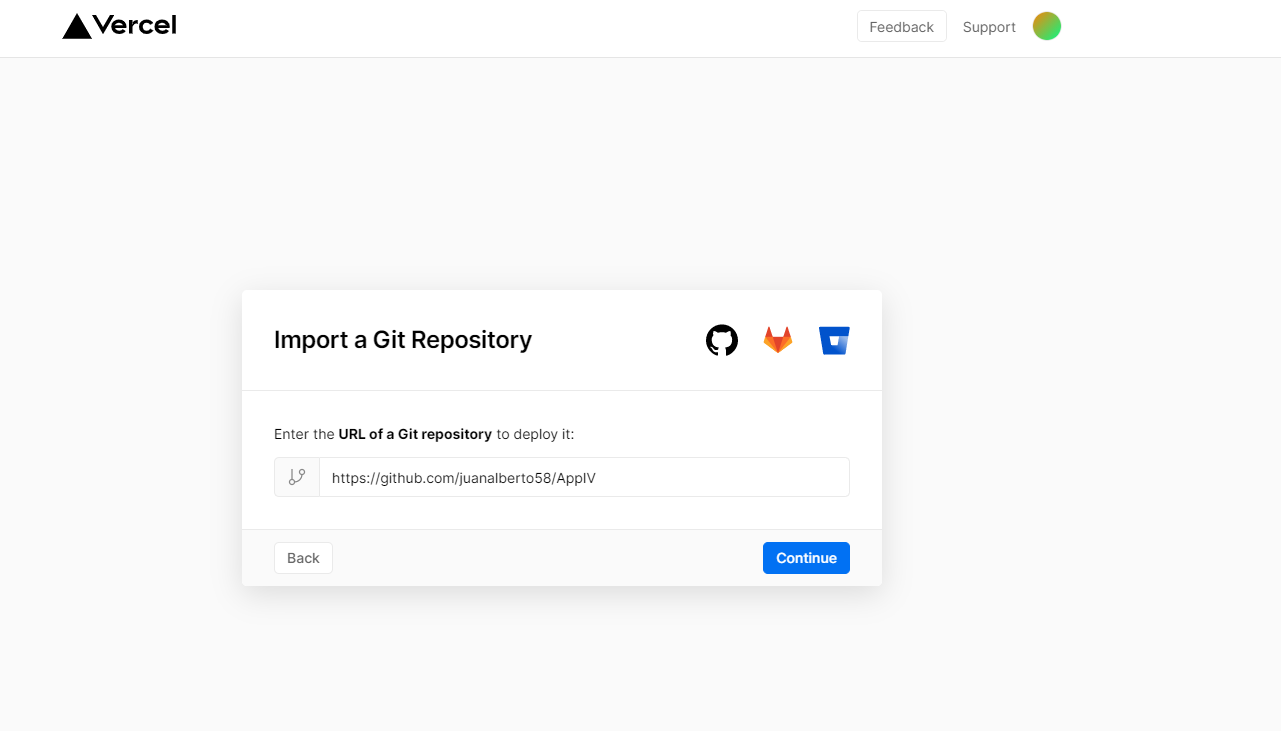 Vercel
Feedback
Support
Import a Git Repository
Enter the URL of a Git repository to deploy it:
https://github.com/juanalberto58/AppIV
Back
Continue